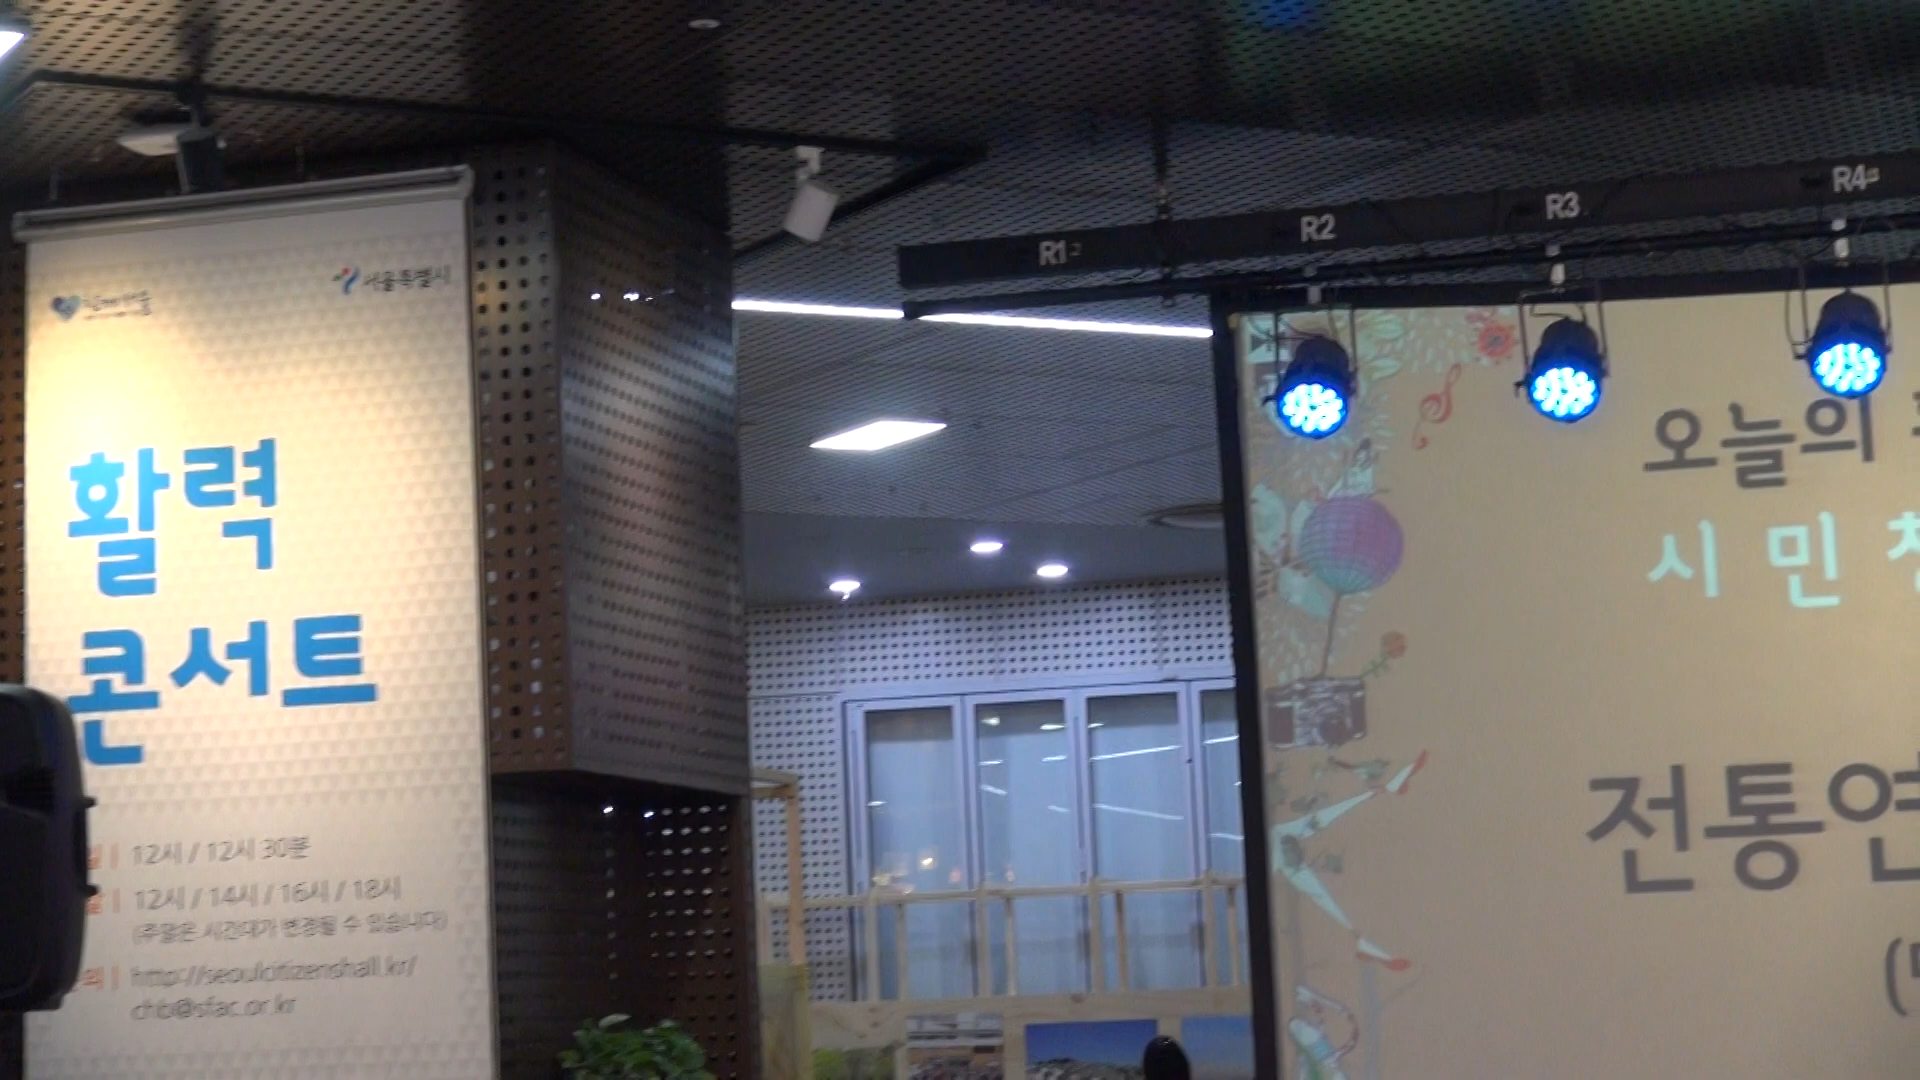 서울특별시
활력
콘서트
12시 / 12시 30분
12시 / 14시 / 16시 / 18시
(주말은 시간대가 변경될 수 있습니다)
http://seoulcitizenshall.kr/
chbi@sfac.or.kr
R1
R2
R3
R4
오늘의
시민
전통연